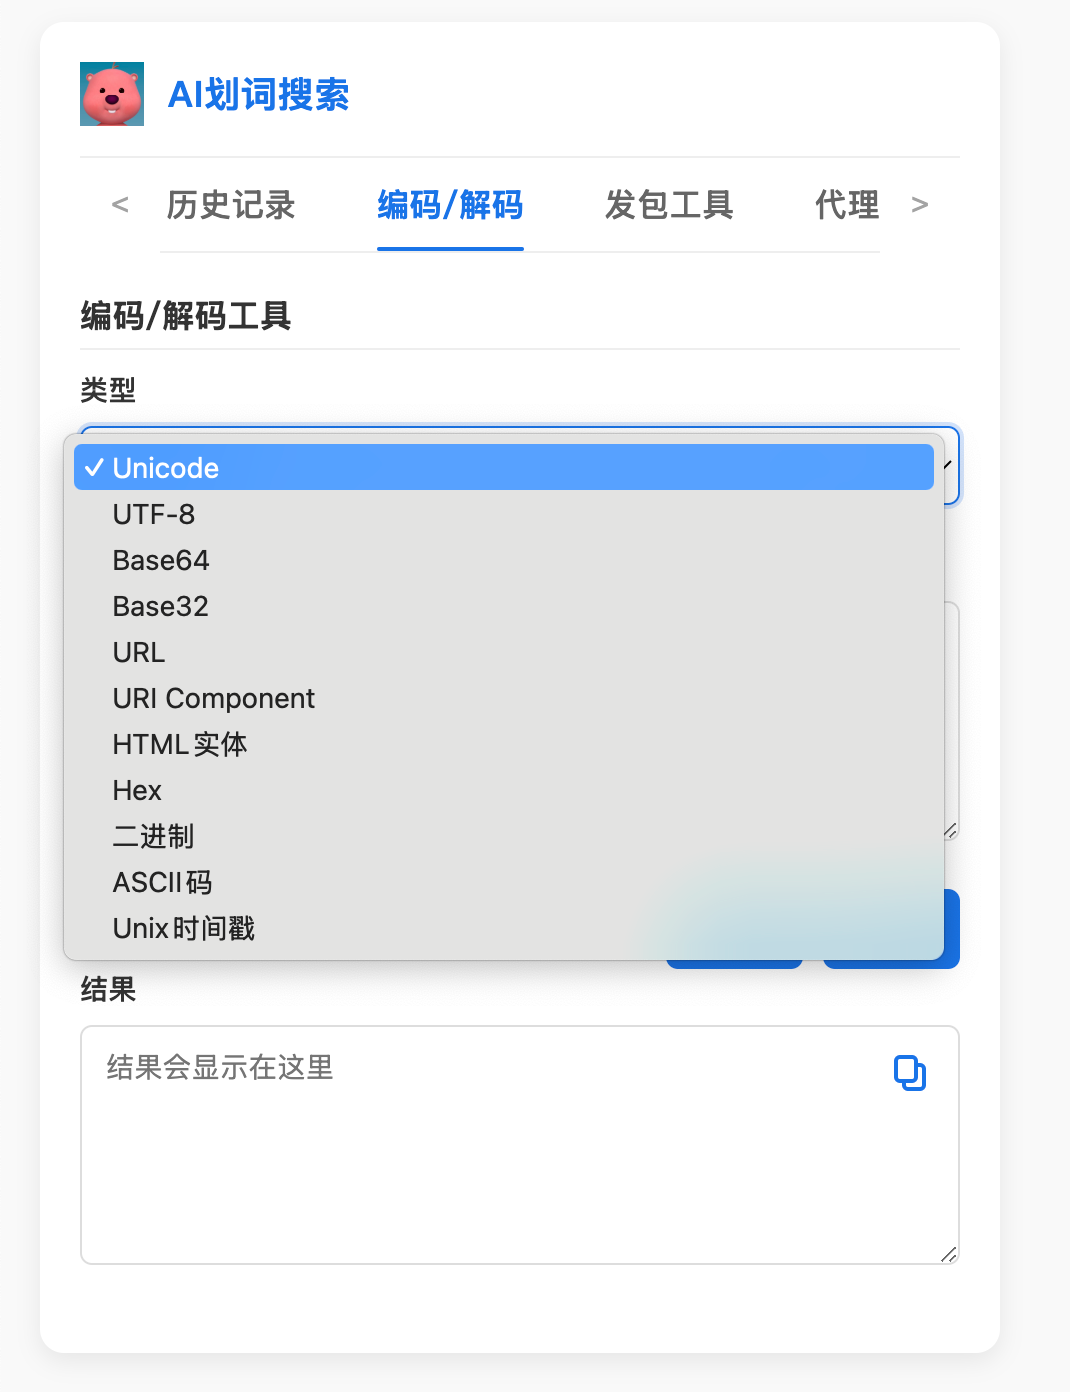 AI划词搜索
< 历史记录 编码/解码 发包工具 代理 >
编码/解码工具
类型
✓ Unicode
UTF-8
Base64
Base32
URL
URI Component
HTML实体
Hex
二进制
ASCII码
Unix时间戳
结果
结果会显示在这里